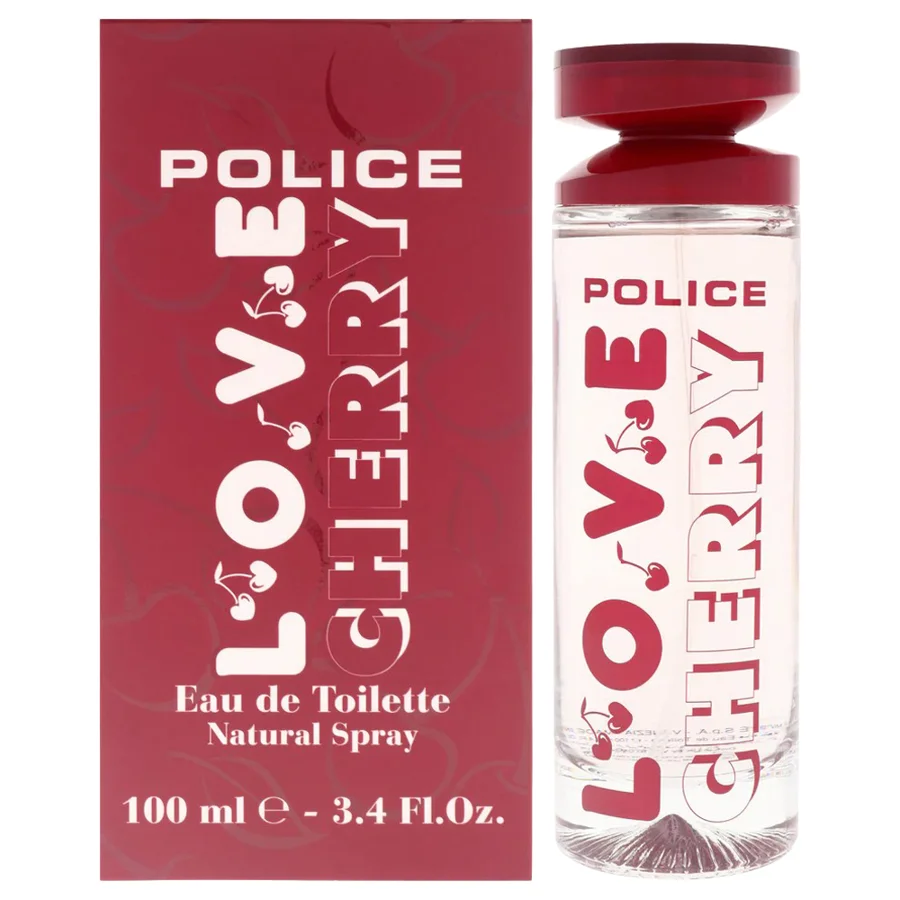 POLICE
L.O.V.E
CHERRY
Eau de Toilette
Natural Spray
100 ml ℮ - 3.4 Fl.Oz.
POLICE
L.O.V.E
CHERRY